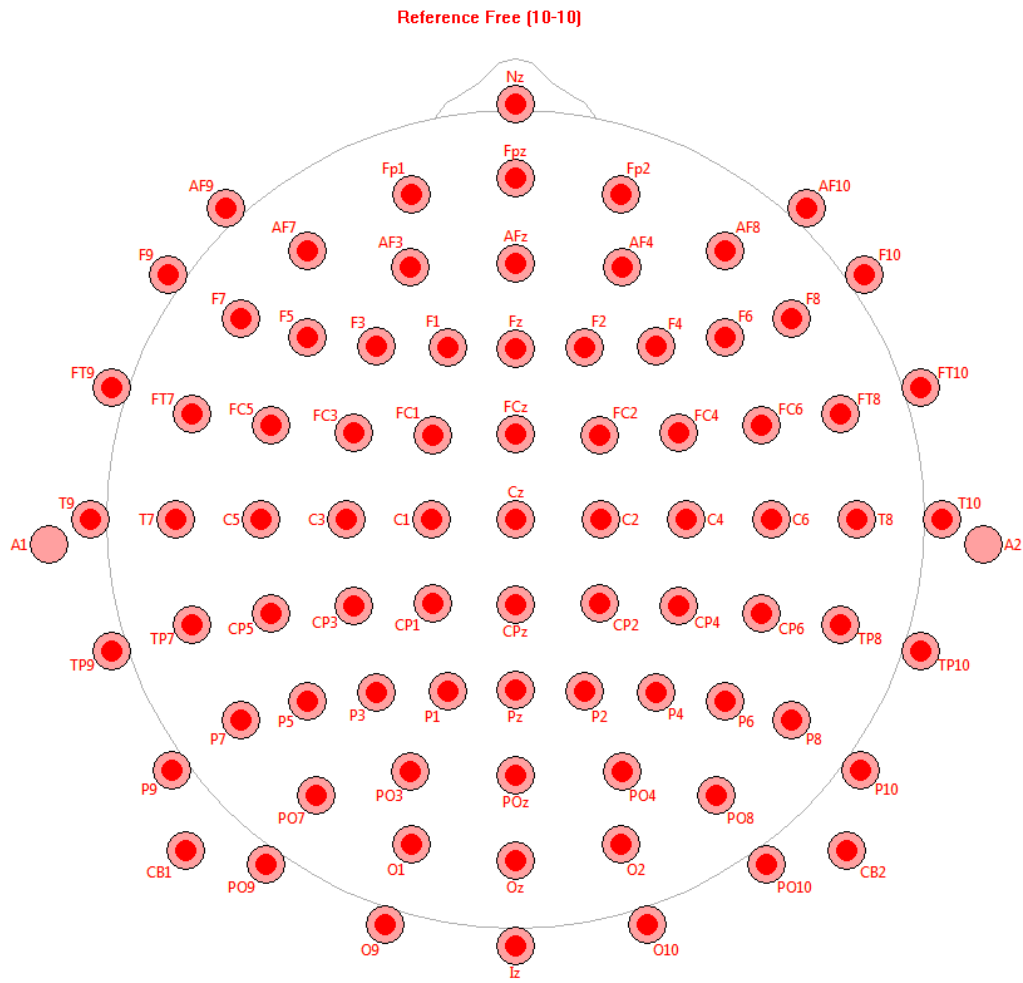 Reference Free (10-10)
Nz
Fpz
Fp1 Fp2
AF9 AF10
AF7 AF8
AFz
AF3 AF4
F9 F10
F7 F8
F5 F3 F1 Fz F2 F4 F6
FT9 FT10
FT7 FT8
FC5 FC3 FC1 FCz FC2 FC4 FC6
Cz
T9 T10
T7 C5 C3 C1 C2 C4 C6 T8
A1 A2
TP7 CP5 CP3 CP1 CPz CP2 CP4 CP6 TP8
TP9 TP10
P7 P5 P3 P1 Pz P2 P4 P6 P8
P9 P10
PO7 PO3 POz PO4 PO8
CB1 O1 O2 CB2
PO9 Oz PO10
O9 O10
Iz